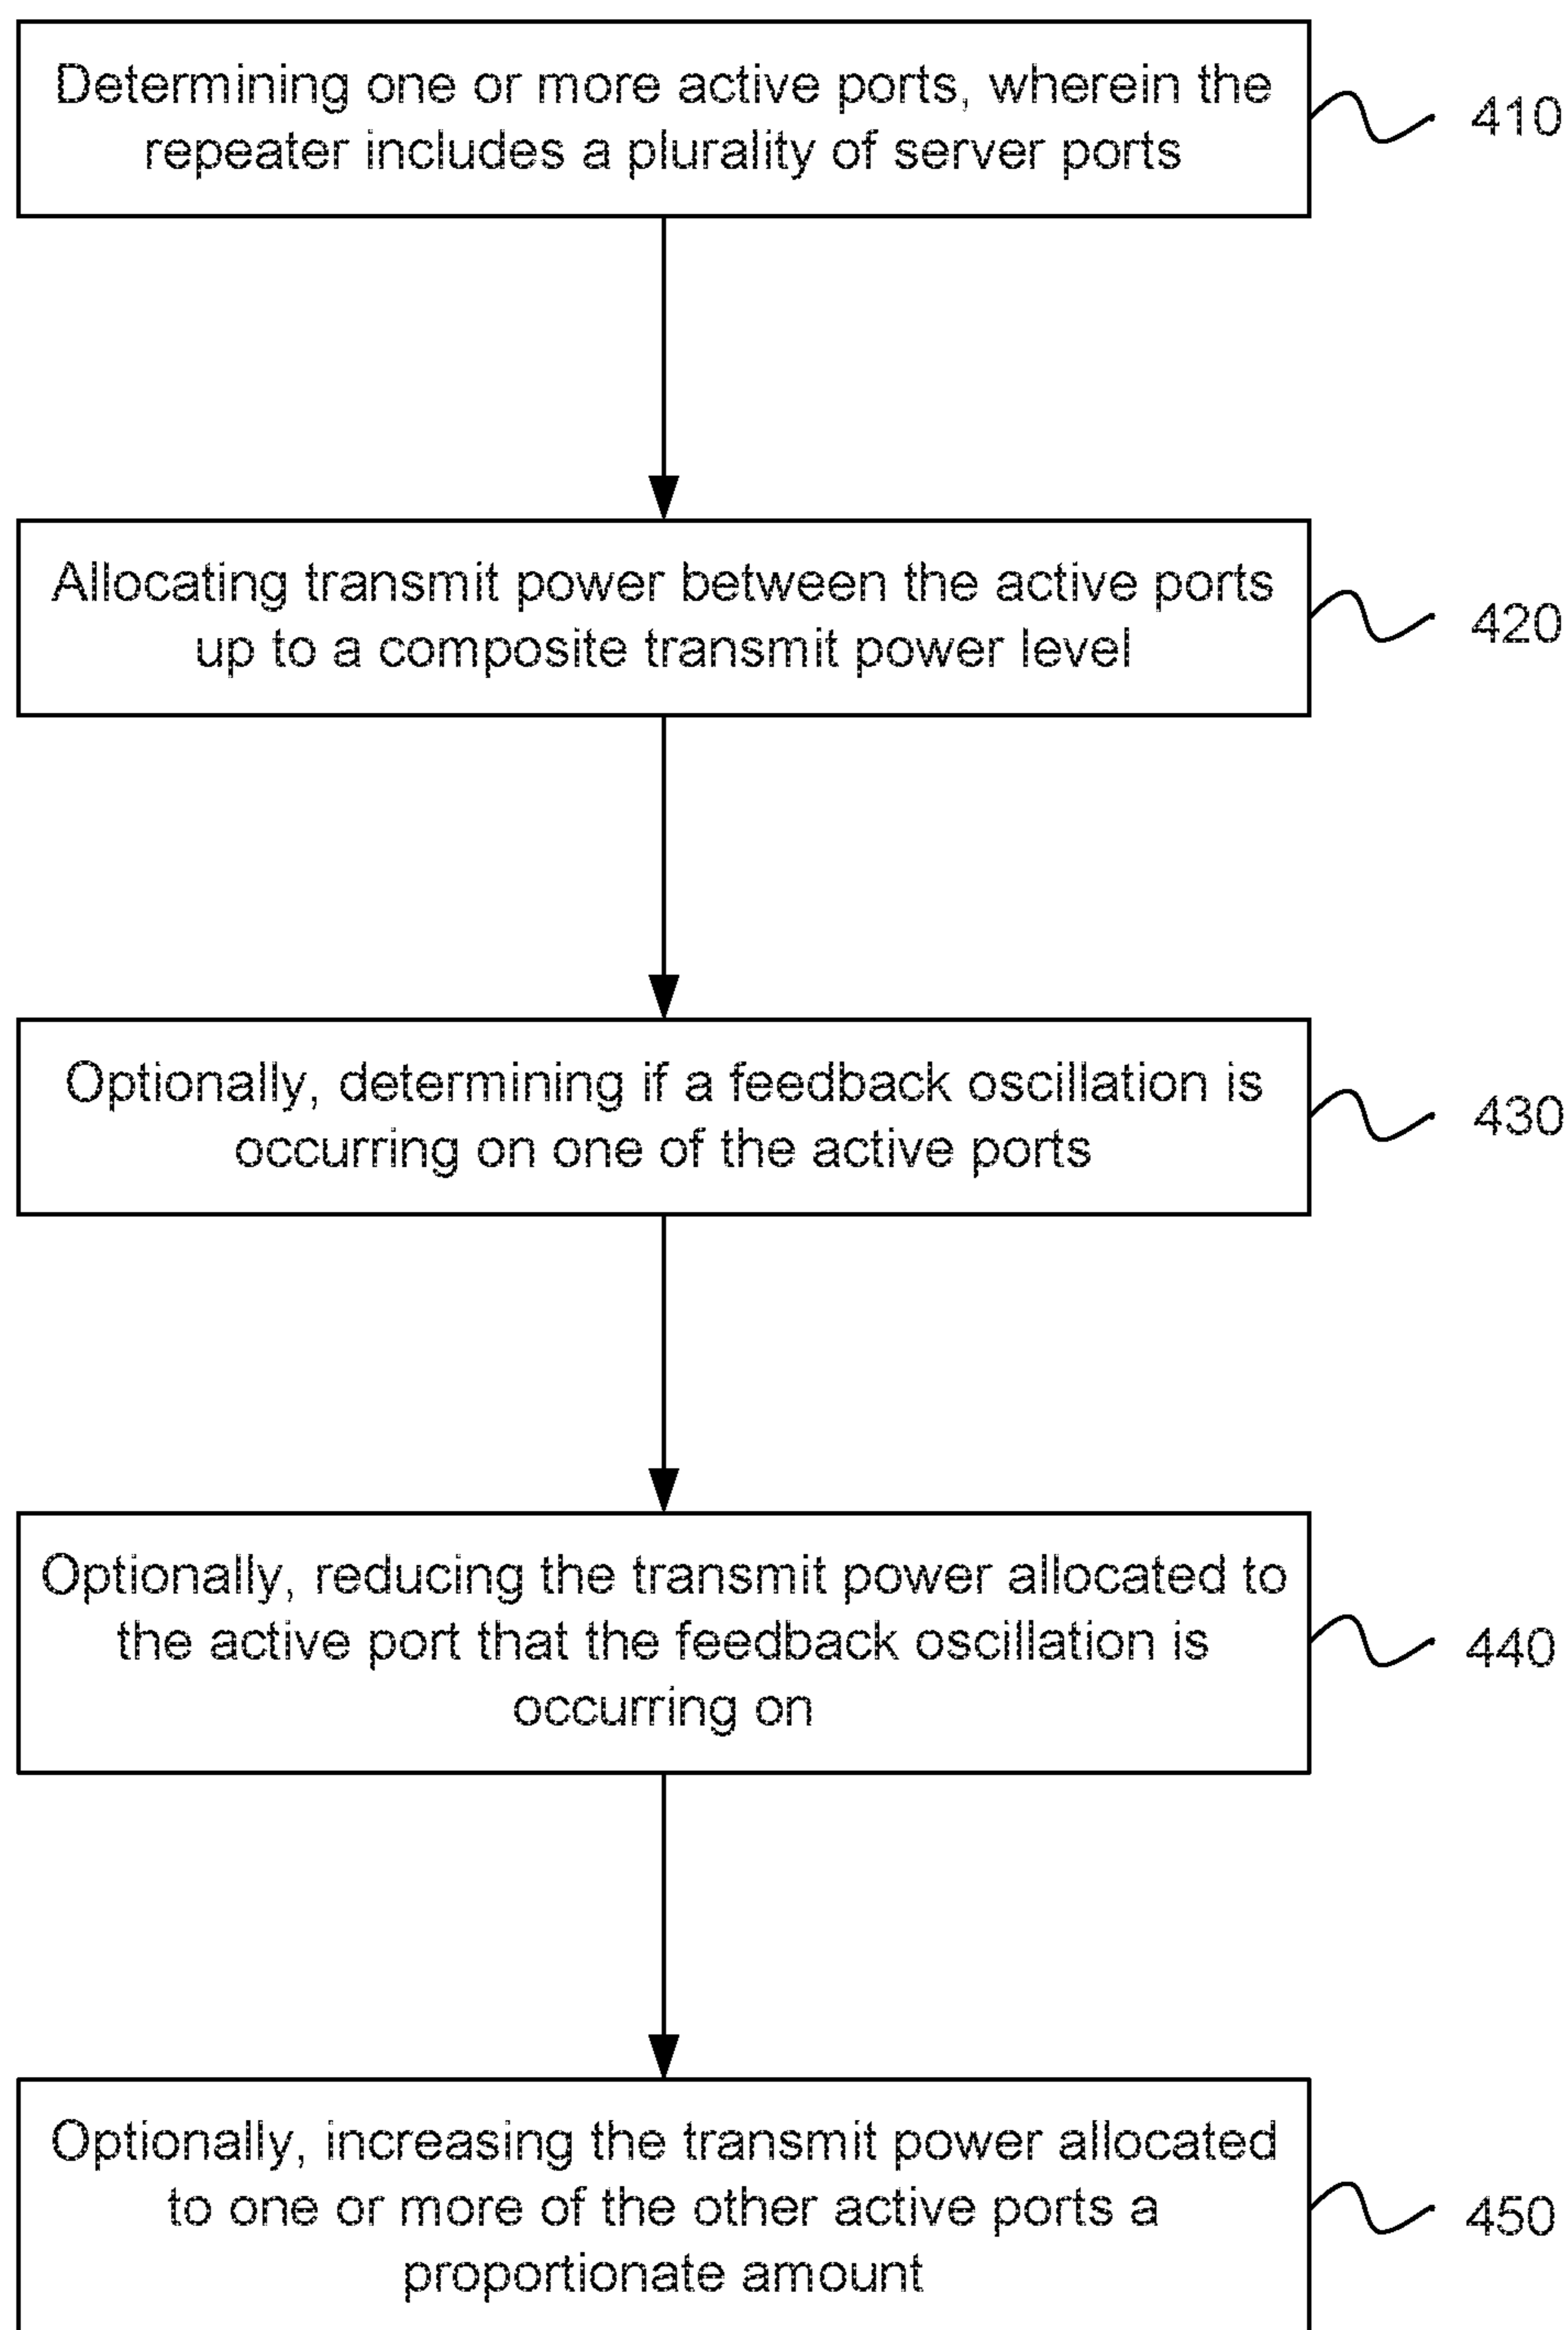 Determining one or more active ports, wherein the
repeater includes a plurality of server ports
410
Allocating transmit power between the active ports
up to a composite transmit power level
420
Optionally, determining if a feedback oscillation is
occurring on one of the active ports
430
Optionally, reducing the transmit power allocated to
the active port that the feedback oscillation is
occurring on
440
Optionally, increasing the transmit power allocated
to one or more of the other active ports a
proportionate amount
450